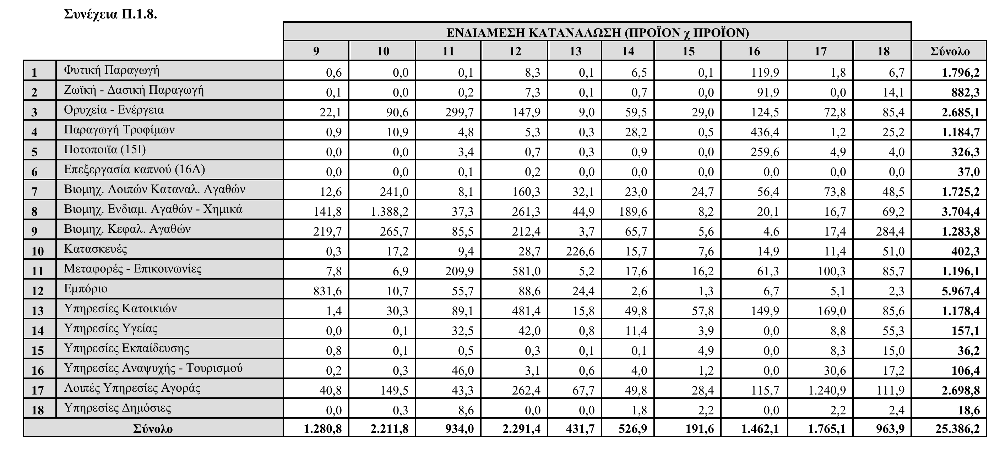 Συνέχεια Π.1.8.
ΕΝΔΙΑΜΕΣΗ ΚΑΤΑΝΑΛΩΣΗ (ΠΡΟΪΟΝ χ ΠΡΟΪΟΝ)
9 10 11 12 13 14 15 16 17 18 Σύνολο
1 Φυτική Παραγωγή 0,6 0,0 0,1 8,3 0,1 6,5 0,1 119,9 1,8 6,7 1.796,2
2 Ζωϊκή - Δασική Παραγωγή 0,1 0,0 0,2 7,3 0,1 0,7 0,0 91,9 0,0 14,1 882,3
3 Ορυχεία - Ενέργεια 22,1 90,6 299,7 147,9 9,0 59,5 29,0 124,5 72,8 85,4 2.685,1
4 Παραγωγή Τροφίμων 0,9 10,9 4,8 5,3 0,3 28,2 0,5 436,4 1,2 25,2 1.184,7
5 Ποτοποιϊα (15Ι) 0,0 0,0 3,4 0,7 0,3 0,9 0,0 259,6 4,9 4,0 326,3
6 Επεξεργασία καπνού (16Α) 0,0 0,0 0,1 0,2 0,0 0,0 0,0 0,0 0,0 0,0 37,0
7 Βιομηχ. Λοιπών Καταναλ. Αγαθών 12,6 241,0 8,1 160,3 32,1 23,0 24,7 56,4 73,8 48,5 1.725,2
8 Βιομηχ. Ενδιαμ. Αγαθών - Χημικά 141,8 1.388,2 37,3 261,3 44,9 189,6 8,2 20,1 16,7 69,2 3.704,4
9 Βιομηχ. Κεφαλ. Αγαθών 219,7 265,7 85,5 212,4 3,7 65,7 5,6 4,6 17,4 284,4 1.283,8
10 Κατασκευές 0,3 17,2 9,4 28,7 226,6 15,7 7,6 14,9 11,4 51,0 402,3
11 Μεταφορές - Επικοινωνίες 7,8 6,9 209,9 581,0 5,2 17,6 16,2 61,3 100,3 85,7 1.196,1
12 Εμπόριο 831,6 10,7 55,7 88,6 24,4 2,6 1,3 6,7 5,1 2,3 5.967,4
13 Υπηρεσίες Κατοικιών 1,4 30,3 89,1 481,4 15,8 49,8 57,8 149,9 169,0 85,6 1.178,4
14 Υπηρεσίες Υγείας 0,0 0,1 32,5 42,0 0,8 11,4 3,9 0,0 8,8 55,3 157,1
15 Υπηρεσίες Εκπαίδευσης 0,8 0,1 0,5 0,3 0,1 0,1 4,9 0,0 8,3 15,0 36,2
16 Υπηρεσίες Αναψυχής - Τουρισμού 0,2 0,3 46,0 3,1 0,6 4,0 1,2 0,0 30,6 17,2 106,4
17 Λοιπές Υπηρεσίες Αγοράς 40,8 149,5 43,3 262,4 67,7 49,8 28,4 115,7 1.240,9 111,9 2.698,8
18 Υπηρεσίες Δημόσιες 0,0 0,3 8,6 0,0 0,0 1,8 2,2 0,0 2,2 2,4 18,6
Σύνολο 1.280,8 2.211,8 934,0 2.291,4 431,7 526,9 191,6 1.462,1 1.765,1 963,9 25.386,2